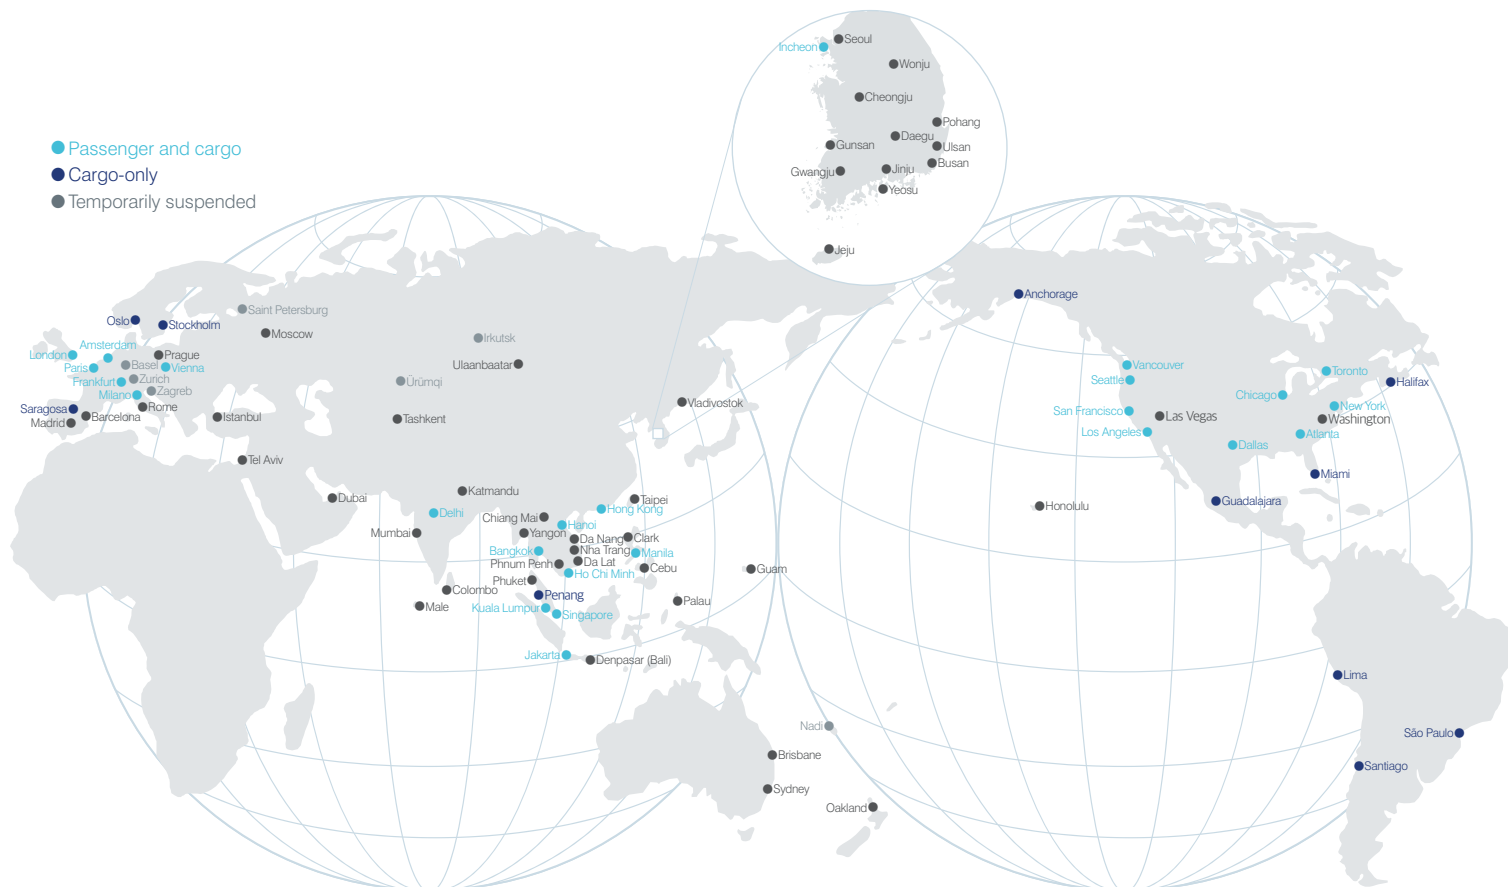 Incheon
Seoul
Wonju
Cheongju
Pohang
Daegu
Gunsan
Ulsan
Busan
Gwangju
Jinju
Yeosu
Jeju
Passenger and cargo
Cargo-only
Temporarily suspended
Oslo
Stockholm
Saint Petersburg
Moscow
Irkutsk
Amsterdam
London
Prague
Paris
Basel
Vienna
Ulaanbaatar
Frankfurt
Zurich
Ürümqi
Milano
Zagreb
Saragosa
Rome
Vladivostok
Madrid
Barcelona
Istanbul
Tashkent
Tel Aviv
Dubai
Katmandu
Taipei
Delhi
Hong Kong
Chiang Mai
Hanoi
Mumbai
Yangon
Da Nang
Clark
Bangkok
Nha Trang
Manila
Phnum Penh
Da Lat
Cebu
Guam
Ho Chi Minh
Phuket
Colombo
Penang
Male
Kuala Lumpur
Singapore
Palau
Jakarta
Denpasar (Bali)
Nadi
Brisbane
Sydney
Oakland
Anchorage
Vancouver
Seattle
Toronto
Halifax
Chicago
San Francisco
Las Vegas
New York
Washington
Los Angeles
Dallas
Atlanta
Miami
Guadalajara
Honolulu
Lima
São Paulo
Santiago